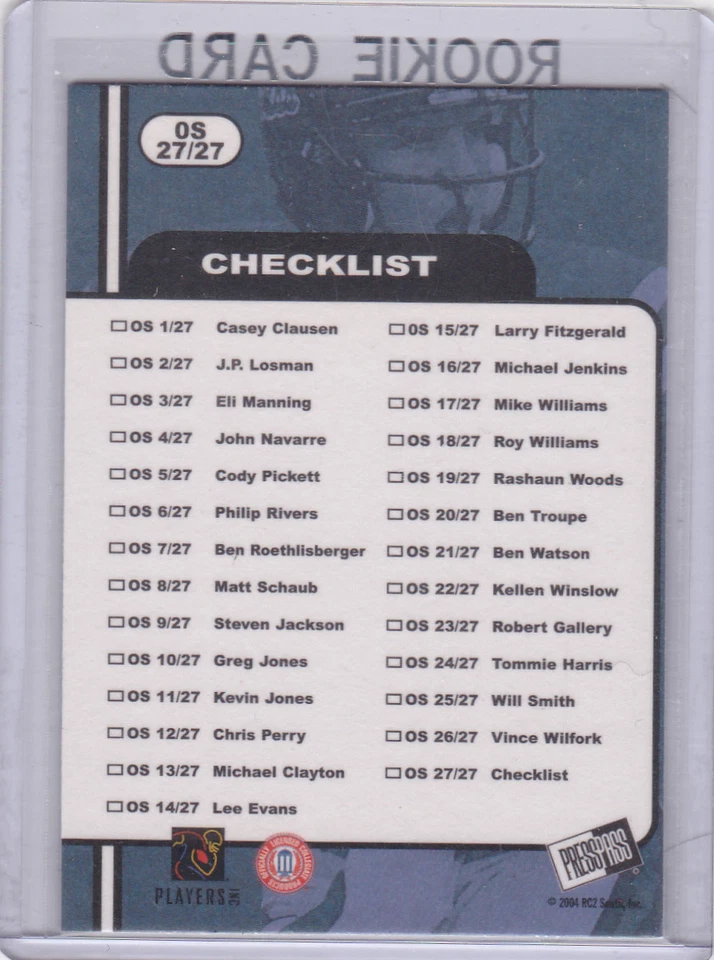 ROOKIE CARD
OS
27/27
CHECKLIST
OS 1/27 Casey Clausen
OS 2/27 J.P. Losman
OS 3/27 Eli Manning
OS 4/27 John Navarre
OS 5/27 Cody Pickett
OS 6/27 Philip Rivers
OS 7/27 Ben Roethlisberger
OS 8/27 Matt Schaub
OS 9/27 Steven Jackson
OS 10/27 Greg Jones
OS 11/27 Kevin Jones
OS 12/27 Chris Perry
OS 13/27 Michael Clayton
OS 14/27 Lee Evans
OS 15/27 Larry Fitzgerald
OS 16/27 Michael Jenkins
OS 17/27 Mike Williams
OS 18/27 Roy Williams
OS 19/27 Rashaun Woods
OS 20/27 Ben Troupe
OS 21/27 Ben Watson
OS 22/27 Kellen Winslow
OS 23/27 Robert Gallery
OS 24/27 Tommie Harris
OS 25/27 Will Smith
OS 26/27 Vince Wilfork
OS 27/27 Checklist
PLAYERS INC
OFFICIALLY LICENSED COLLEGIATE PRODUCTS
PRESS PASS
© 2004 RC2 South, Inc.